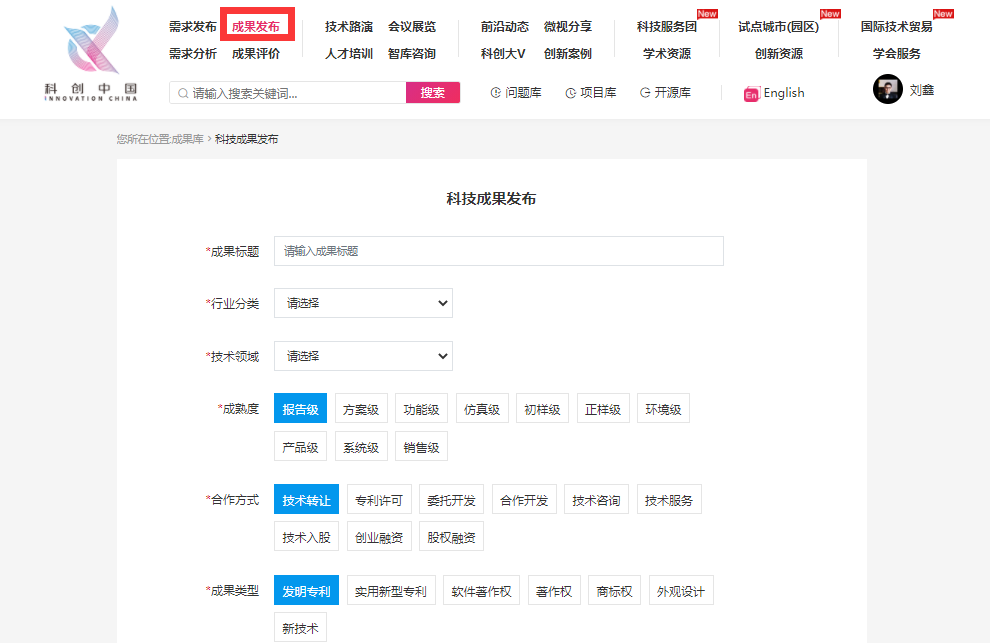 需求发布 成果发布 技术路演 会议展览 前沿动态 微视分享 科技服务团 New 试点城市(园区) New 国际技术贸易 New
需求分析 成果评价 人才培训 智库咨询 科创大V 创新案例 学术资源 创新资源 学会服务
科创中国
INNOVATION CHINA
请输入搜索关键词... 搜索 问题库 项目库 开源库 En English 刘鑫
您所在位置:成果库 > 科技成果发布
科技成果发布
*成果标题 请输入成果标题
*行业分类 请选择
*技术领域 请选择
*成熟度 报告级 方案级 功能级 仿真级 初样级 正样级 环境级
产品级 系统级 销售级
*合作方式 技术转让 专利许可 委托开发 合作开发 技术咨询 技术服务
技术入股 创业融资 股权融资
*成果类型 发明专利 实用新型专利 软件著作权 著作权 商标权 外观设计
新技术